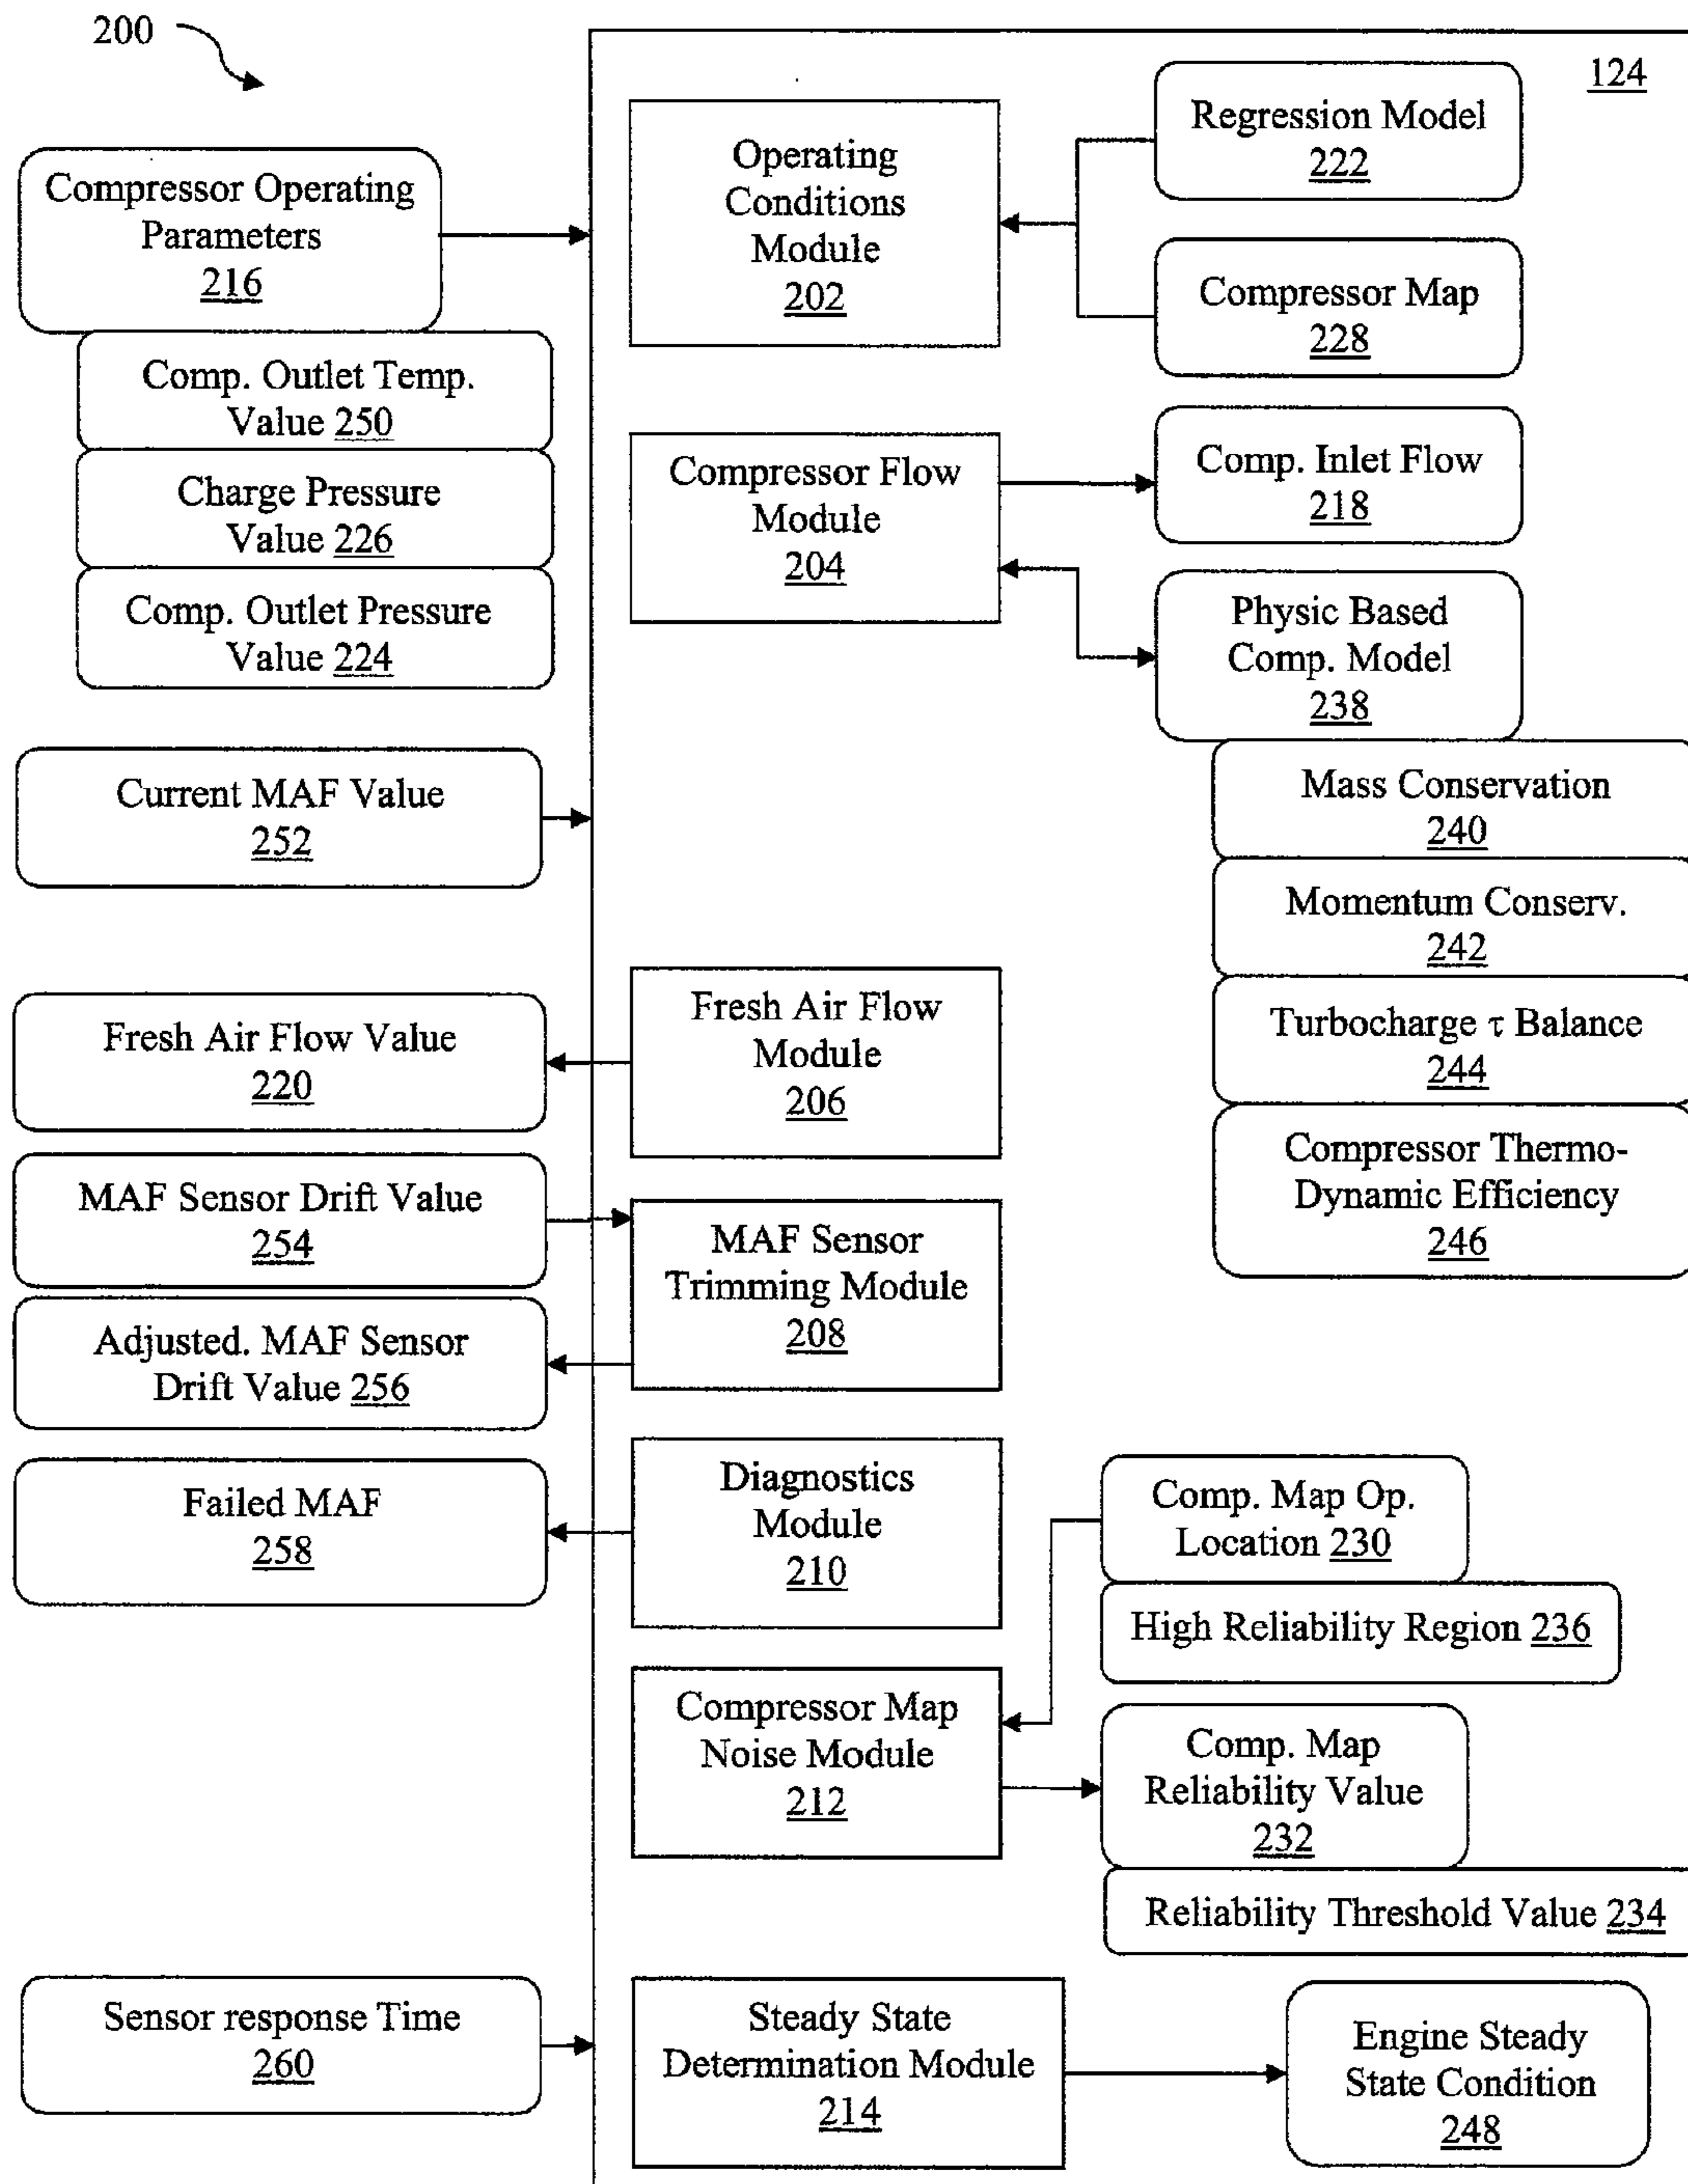 200
124
Compressor Operating
Parameters
216
Comp. Outlet Temp.
Value 250
Charge Pressure
Value 226
Comp. Outlet Pressure
Value 224
Current MAF Value
252
Fresh Air Flow Value
220
MAF Sensor Drift Value
254
Adjusted. MAF Sensor
Drift Value 256
Failed MAF
258
Sensor response Time
260
Operating
Conditions
Module
202
Compressor Flow
Module
204
Fresh Air Flow
Module
206
MAF Sensor
Trimming Module
208
Diagnostics
Module
210
Compressor Map
Noise Module
212
Steady State
Determination Module
214
Regression Model
222
Compressor Map
228
Comp. Inlet Flow
218
Physic Based
Comp. Model
238
Mass Conservation
240
Momentum Conserv.
242
Turbocharge τ Balance
244
Compressor Thermo-
Dynamic Efficiency
246
Comp. Map Op.
Location 230
High Reliability Region 236
Comp. Map
Reliability Value
232
Reliability Threshold Value 234
Engine Steady
State Condition
248